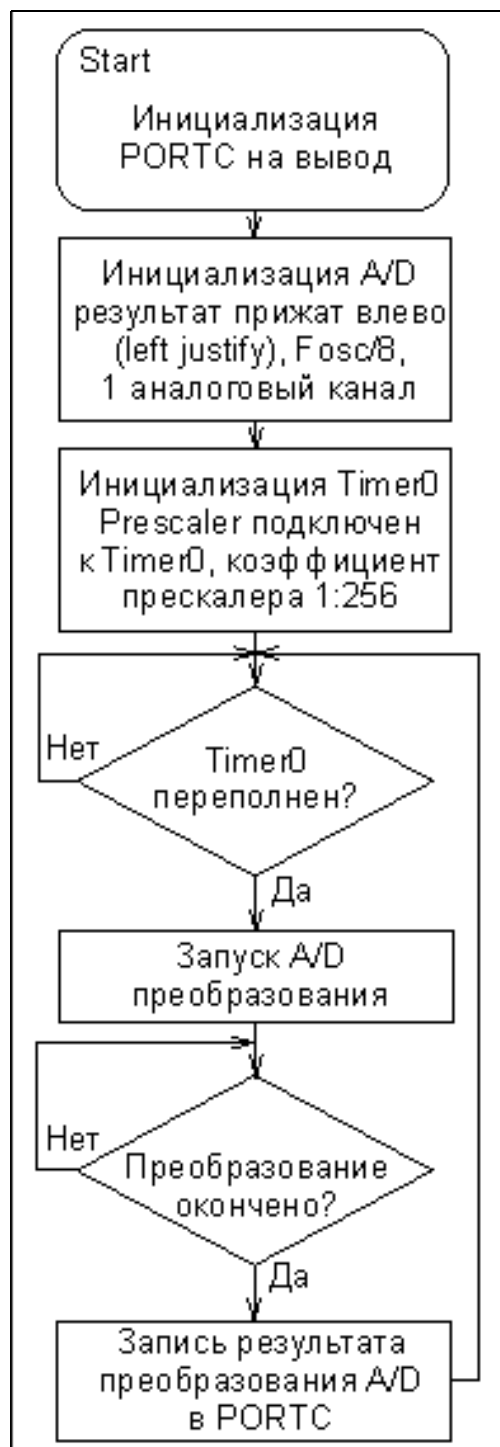 Start
Инициализация
PORTC на вывод
Инициализация A/D
результат прижат влево
(left justify), Fosc/8,
1 аналоговый канал
Инициализация Timer0
Prescaler подключен
к Timer0, коэффициент
прескалера 1:256
Нет
Timer0
переполнен?
Да
Запуск A/D
преобразования
Нет
Преобразование
окончено?
Да
Запись результата
преобразования A/D
в PORTC